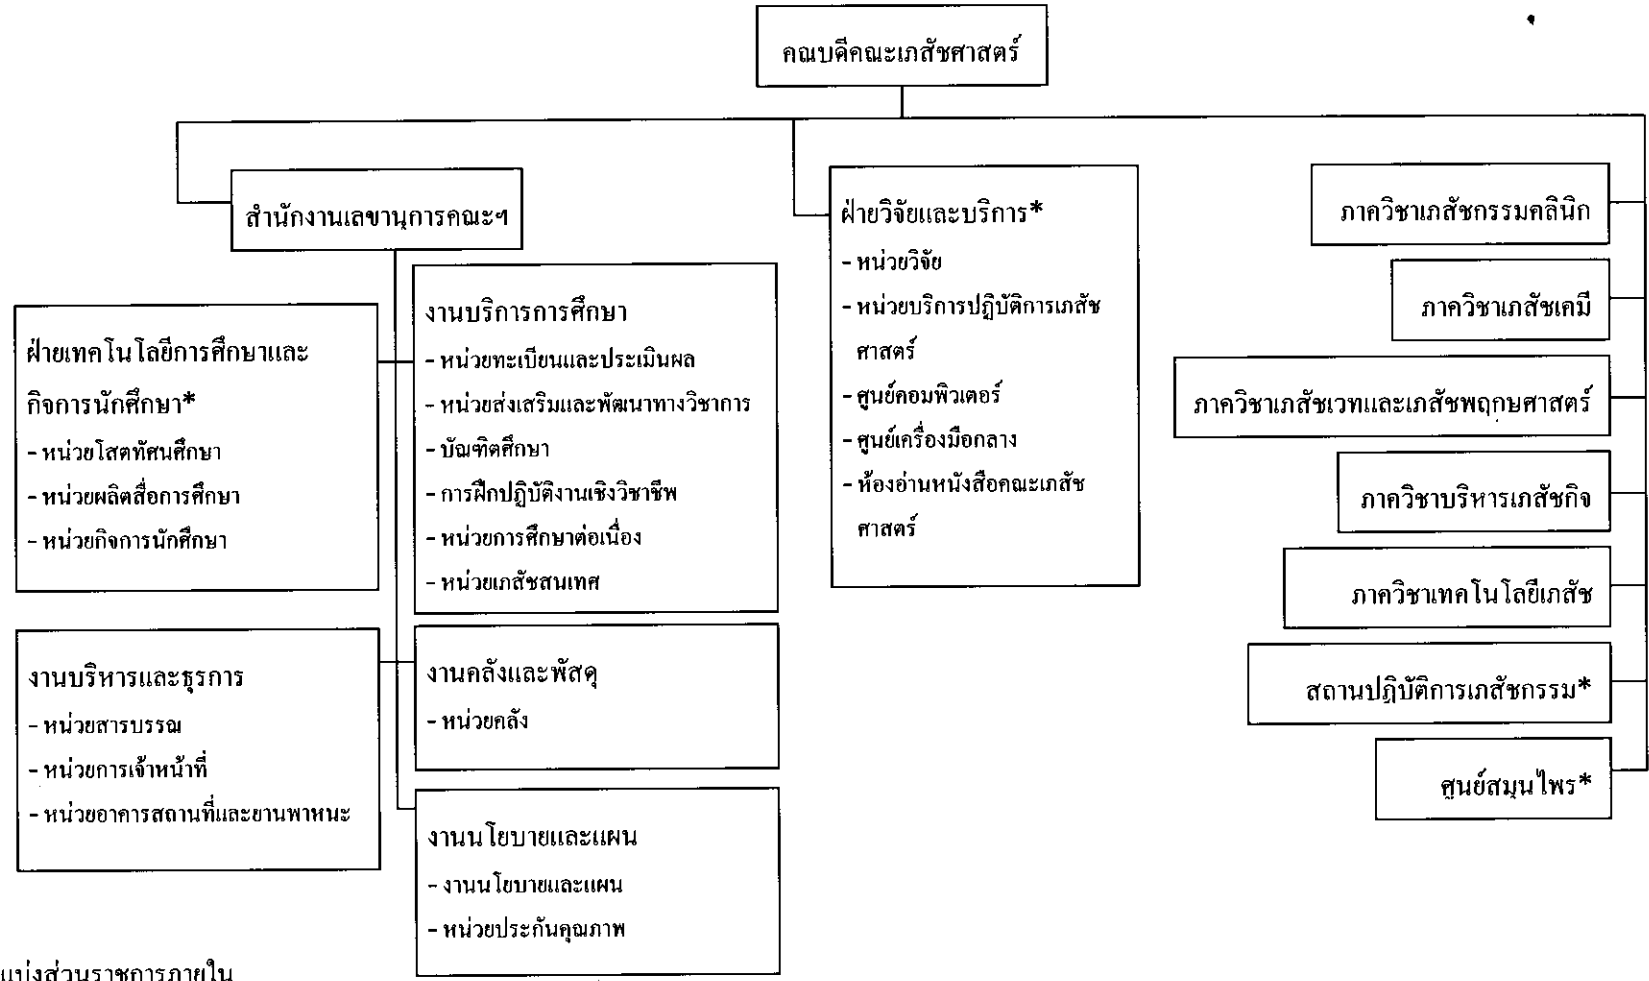 คณบดีคณะเภสัชศาสตร์
สำนักงานเลขานุการคณะฯ
ฝ่ายเทคโนโลยีการศึกษาและ
กิจการนักศึกษา*
- หน่วยโสตทัศนศึกษา
- หน่วยผลิตสื่อการศึกษา
- หน่วยกิจการนักศึกษา
งานบริการการศึกษา
- หน่วยทะเบียนและประเมินผล
- หน่วยส่งเสริมและพัฒนาทางวิชาการ
- บัณฑิตศึกษา
- การฝึกปฏิบัติงานเชิงวิชาชีพ
- หน่วยการศึกษาต่อเนื่อง
- หน่วยเภสัชสนเทศ
งานบริหารและธุรการ
- หน่วยสารบรรณ
- หน่วยการเจ้าหน้าที่
- หน่วยอาคารสถานที่และยานพาหนะ
งานคลังและพัสดุ
- หน่วยคลัง
งานนโยบายและแผน
- งานนโยบายและแผน
- หน่วยประกันคุณภาพ
ฝ่ายวิจัยและบริการ*
- หน่วยวิจัย
- หน่วยบริการปฏิบัติการเภสัช
ศาสตร์
- ศูนย์คอมพิวเตอร์
- ศูนย์เครื่องมือกลาง
- ห้องอ่านหนังสือคณะเภสัช
ศาสตร์
ภาควิชาเภสัชกรรมคลินิก
ภาควิชาเภสัชเคมี
ภาควิชาเภสัชเวทและเภสัชพฤกษศาสตร์
ภาควิชาบริหารเภสัชกิจ
ภาควิชาเทคโนโลยีเภสัช
สถานปฏิบัติการเภสัชกรรม*
ศูนย์สมุนไพร*
แบ่งส่วนราชการภายใน